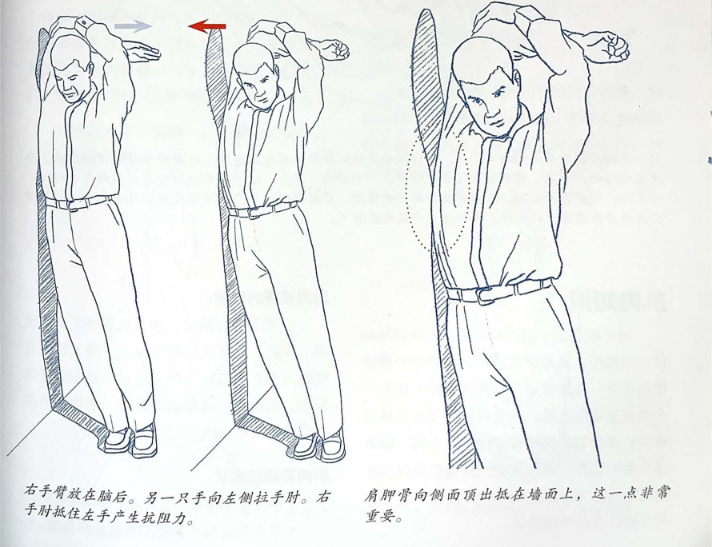 右手臂放在脑后。另一只手向左侧拉手肘。右
手肘抵住左手产生抗阻力。
肩胛骨向侧面顶出抵在墙面上，这一点非常
重要。